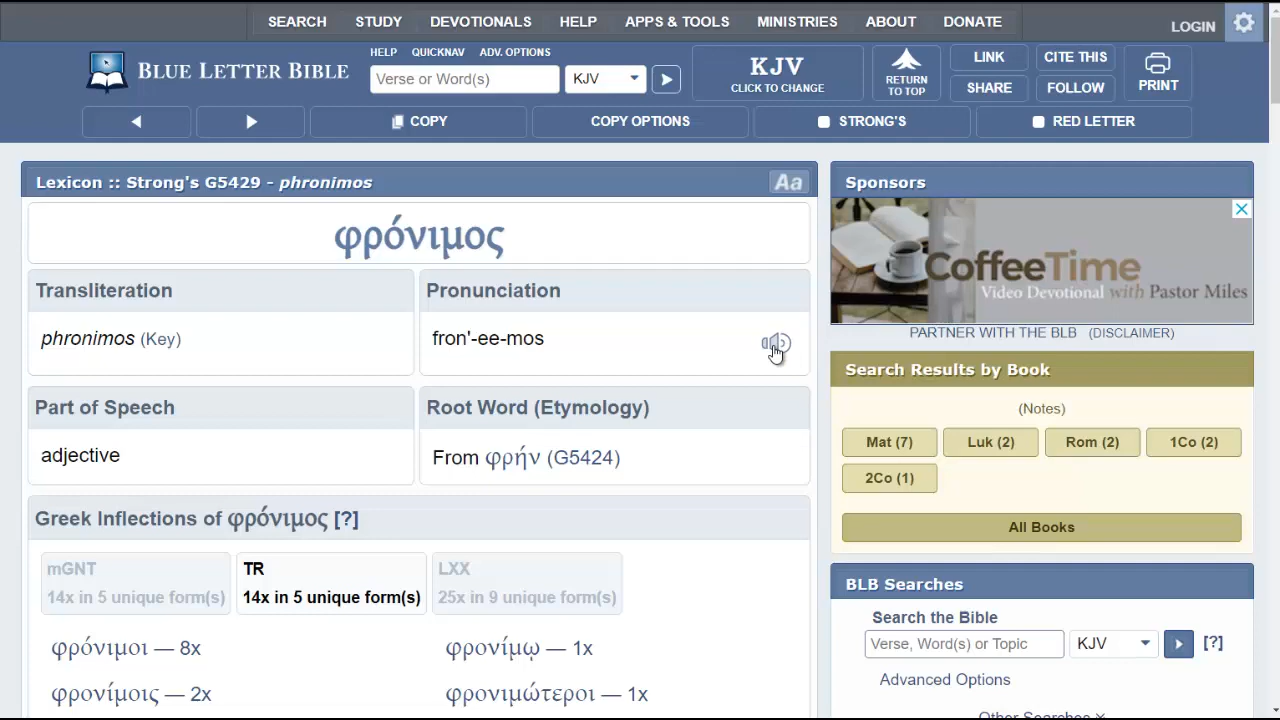 SEARCH STUDY DEVOTIONALS HELP APPS & TOOLS MINISTRIES ABOUT DONATE LOGIN
HELP QUICKNAV ADV. OPTIONS
BLUE LETTER BIBLE
Verse or Word(s) KJV
KJV
CLICK TO CHANGE
RETURN
TO TOP
LINK CITE THIS
SHARE FOLLOW
PRINT
COPY COPY OPTIONS STRONG'S RED LETTER
Lexicon :: Strong's G5429 - phronimos Aa
φρόνιμος
Transliteration
phronimos (Key)
Pronunciation
fron'-ee-mos
Part of Speech
adjective
Root Word (Etymology)
From φρήν (G5424)
Greek Inflections of φρόνιμος [?]
mGNT
14x in 5 unique form(s)
TR
14x in 5 unique form(s)
LXX
25x in 9 unique form(s)
φρόνιμοι — 8x
φρονίμῳ — 1x
φρονίμοις — 2x
φρονιμώτεροι — 1x
Sponsors
CoffeeTime
Video Devotional with Pastor Miles
PARTNER WITH THE BLB (DISCLAIMER)
Search Results by Book
(Notes)
Mat (7) Luk (2) Rom (2) 1Co (2)
2Co (1)
All Books
BLB Searches
Search the Bible
Verse, Word(s) or Topic KJV [?]
Advanced Options
Other Searches